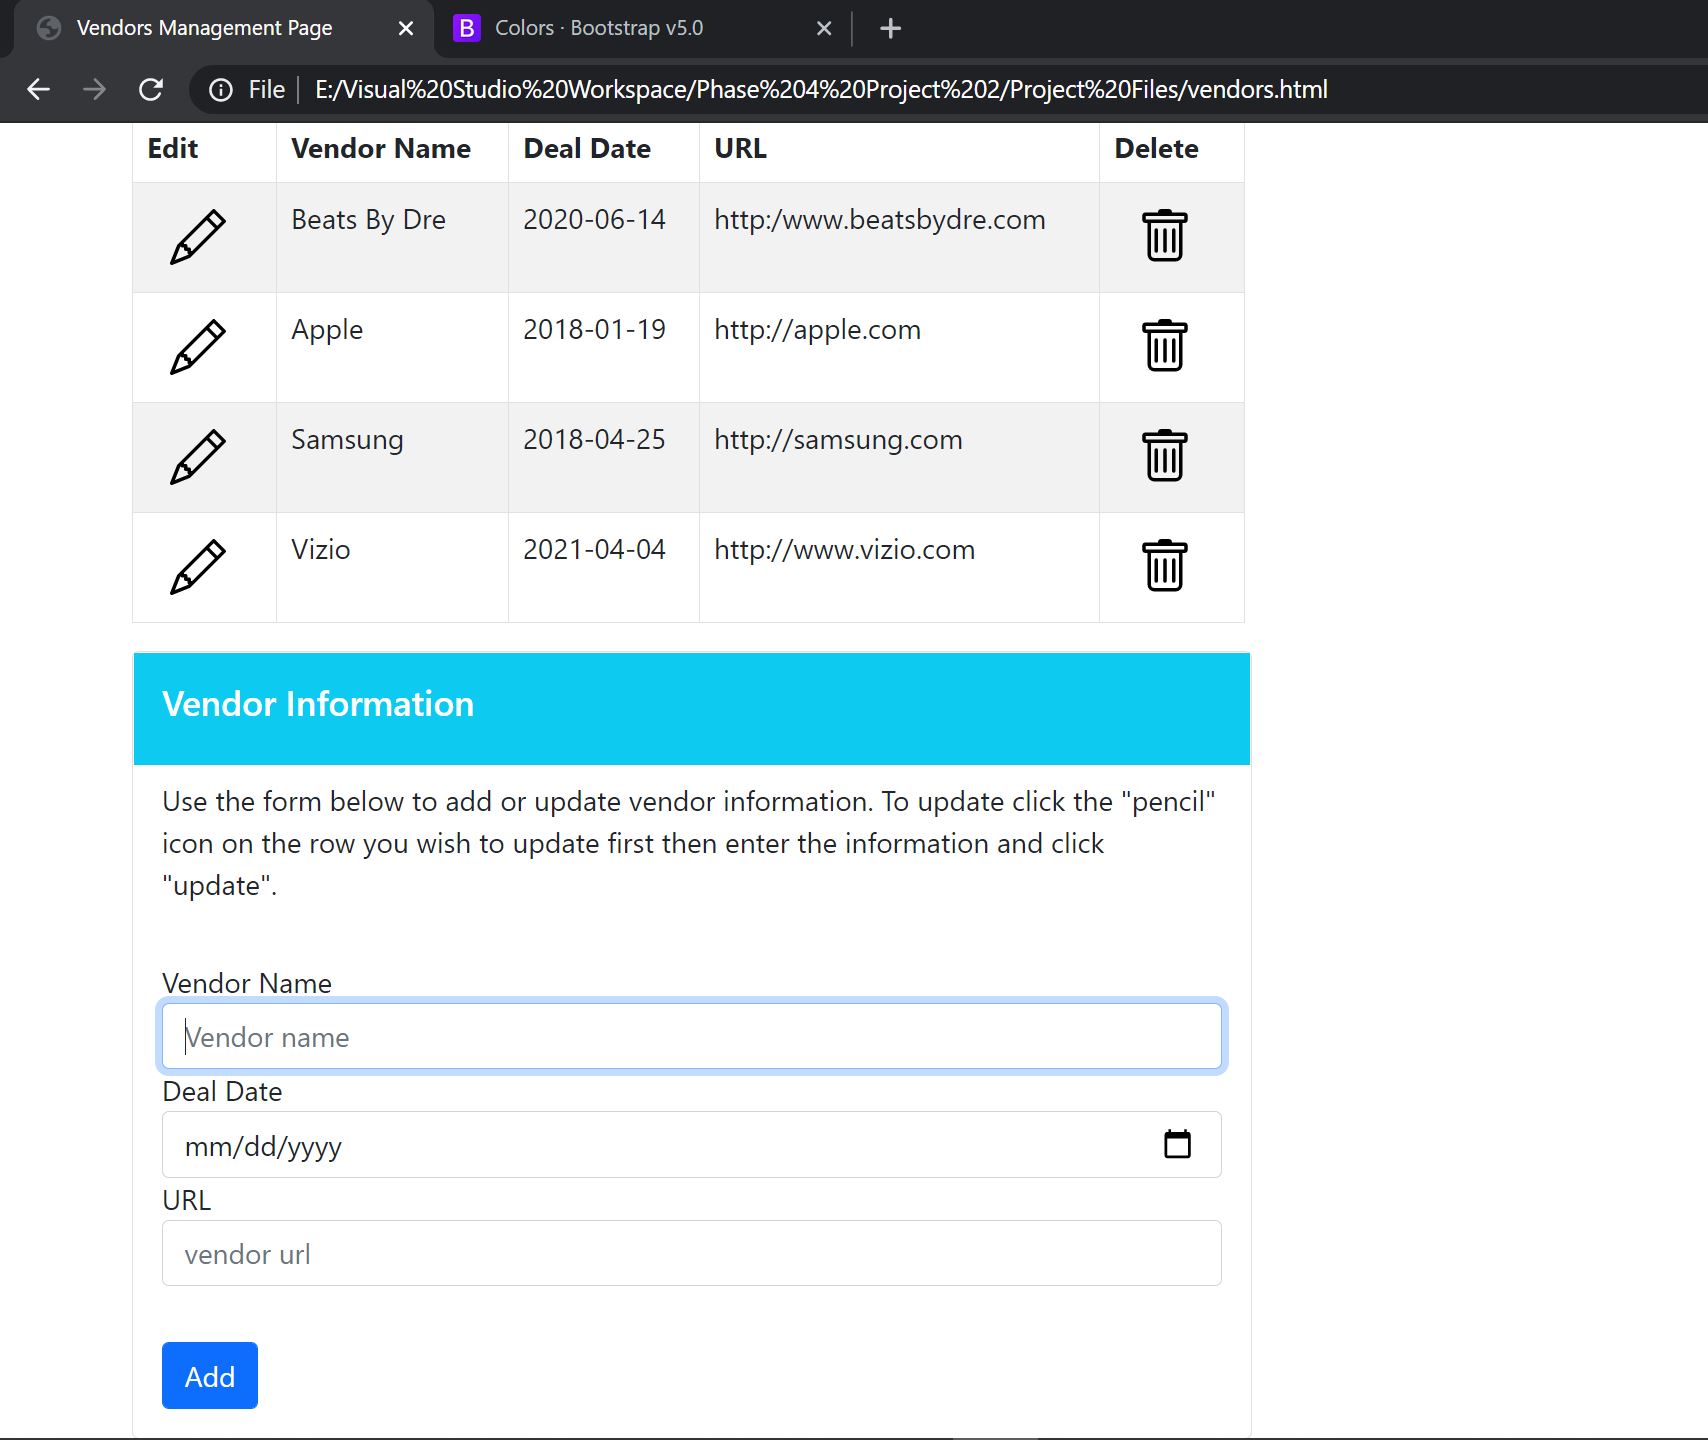 Vendors Management Page
B Colors · Bootstrap v5.0
File E:/Visual%20Studio%20Workspace/Phase%204%20Project%202/Project%20Files/vendors.html
Edit Vendor Name Deal Date URL Delete
Beats By Dre 2020-06-14 http:/www.beatsbydre.com
Apple 2018-01-19 http://apple.com
Samsung 2018-04-25 http://samsung.com
Vizio 2021-04-04 http://www.vizio.com
Vendor Information
Use the form below to add or update vendor information. To update click the "pencil"
icon on the row you wish to update first then enter the information and click
"update".
Vendor Name
Vendor name
Deal Date
mm/dd/yyyy
URL
vendor url
Add